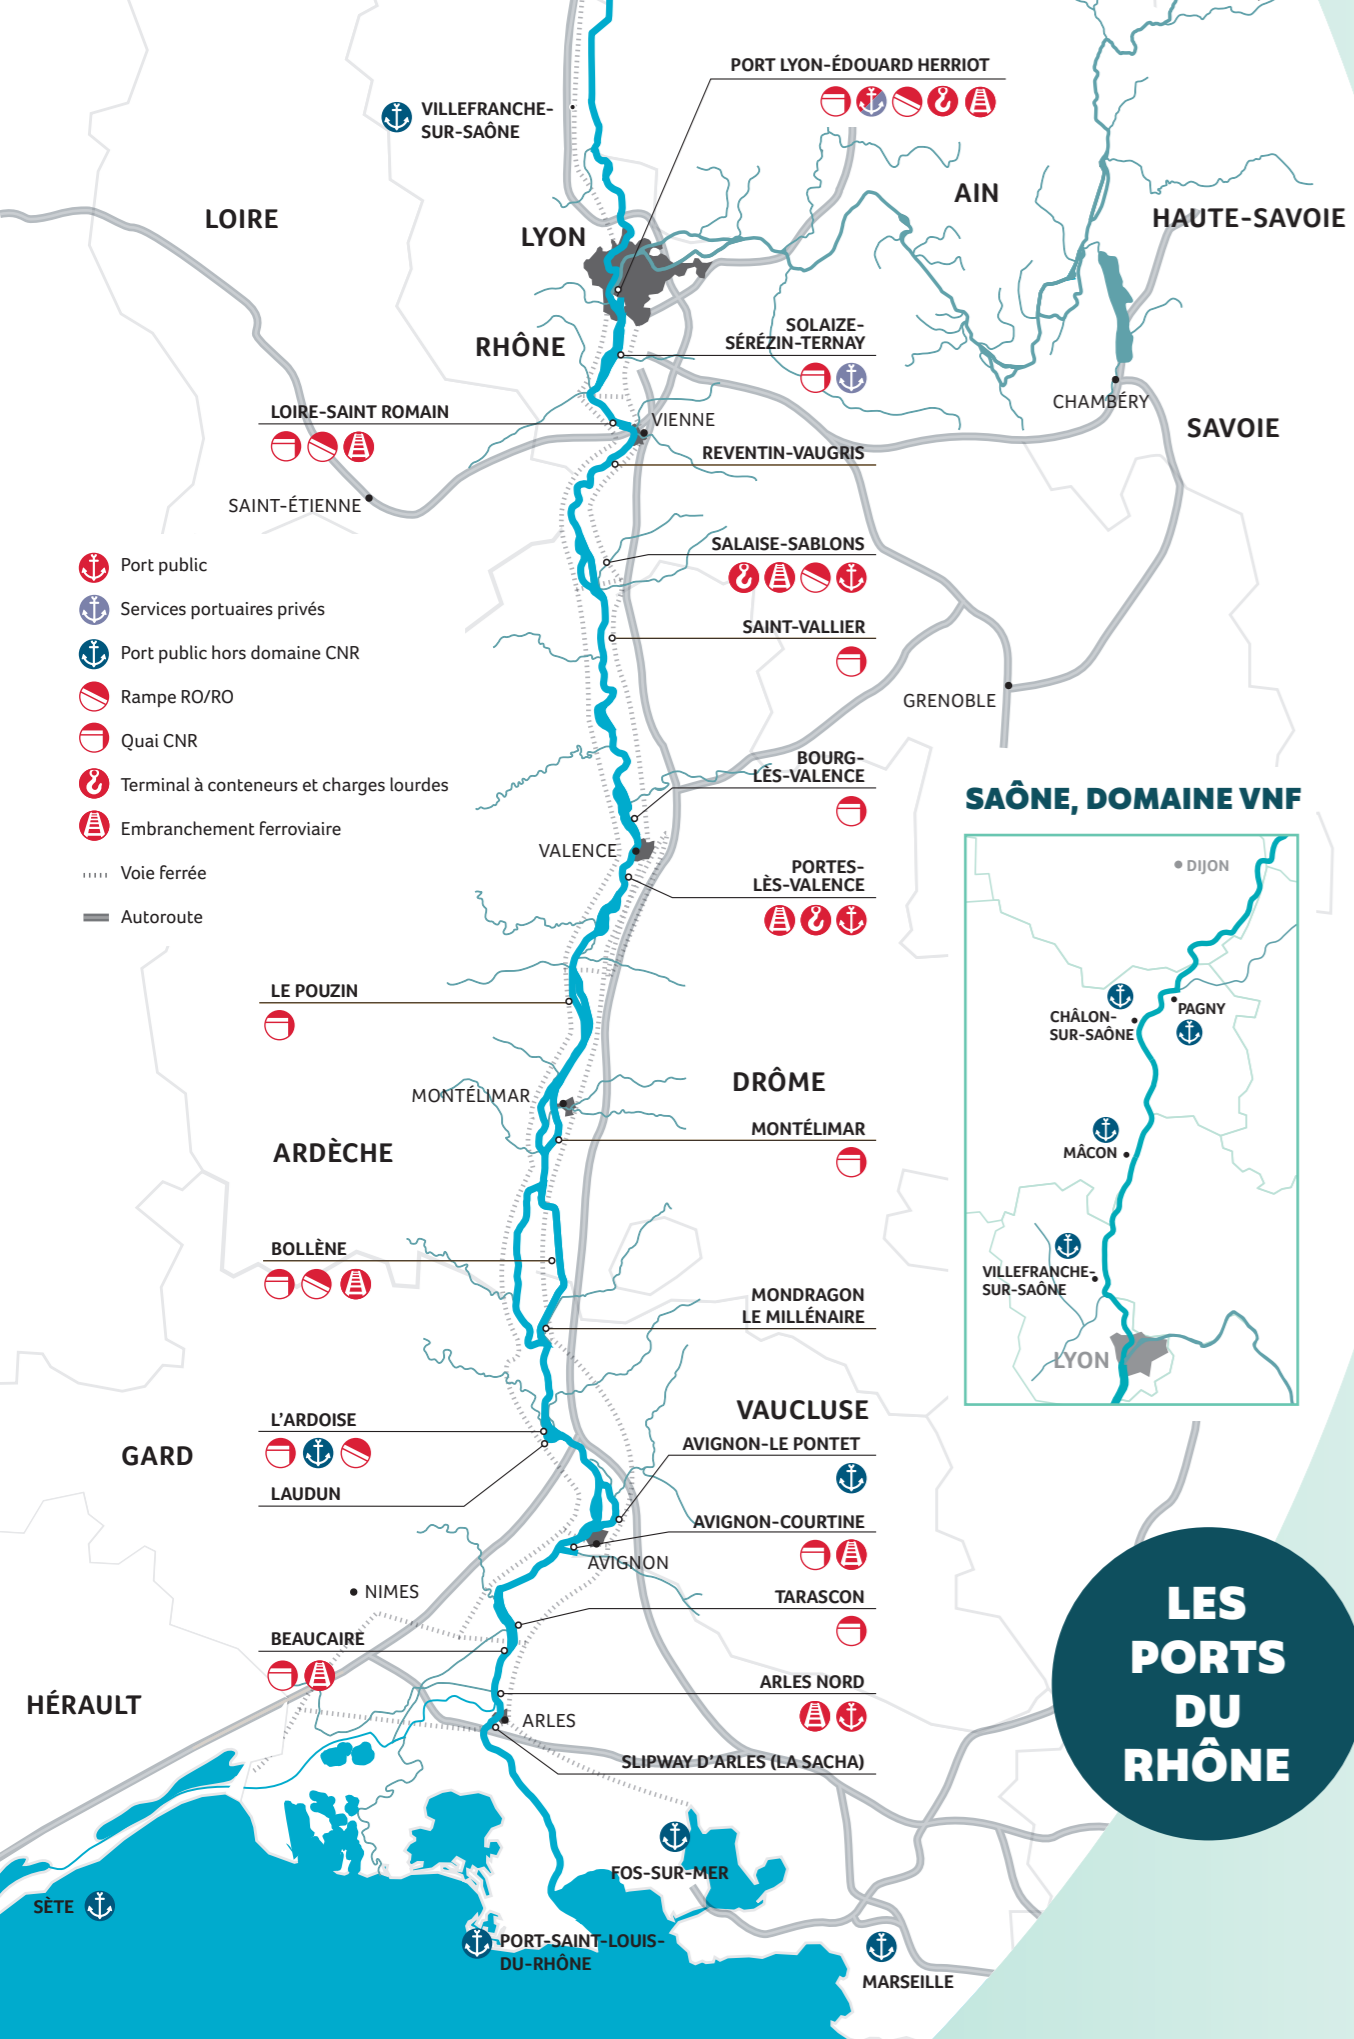 PORT LYON-ÉDOUARD HERRIOT
VILLEFRANCHE-
SUR-SAÔNE
AIN
LOIRE
HAUTE-SAVOIE
LYON
SOLAIZE-
SÉRÉZIN-TERNAY
RHÔNE
CHAMBÉRY
LOIRE-SAINT ROMAIN
VIENNE
SAVOIE
REVENTIN-VAUGRIS
SAINT-ÉTIENNE
SALAISE-SABLONS
Port public
Services portuaires privés
Port public hors domaine CNR
Rampe RO/RO
Quai CNR
Terminal à conteneurs et charges lourdes
Embranchement ferroviaire
Voie ferrée
Autoroute
SAINT-VALLIER
GRENOBLE
BOURG-
LÈS-VALENCE
VALENCE
PORTES-
LÈS-VALENCE
SAÔNE, DOMAINE VNF
DIJON
PAGNY
CHÂLON-
SUR-SAÔNE
MÂCON
VILLEFRANCHE-
SUR-SAÔNE
LYON
LE POUZIN
DRÔME
MONTÉLIMAR
MONTÉLIMAR
ARDÈCHE
BOLLÈNE
MONDRAGON
LE MILLÉNAIRE
VAUCLUSE
L'ARDOISE
GARD
AVIGNON-LE PONTET
LAUDUN
AVIGNON-COURTINE
AVIGNON
NIMES
TARASCON
BEAUCAIRE
ARLES NORD
HÉRAULT
ARLES
SLIPWAY D'ARLES (LA SACHA)
LES
PORTS
DU
RHÔNE
FOS-SUR-MER
SÈTE
PORT-SAINT-LOUIS-
DU-RHÔNE
MARSEILLE